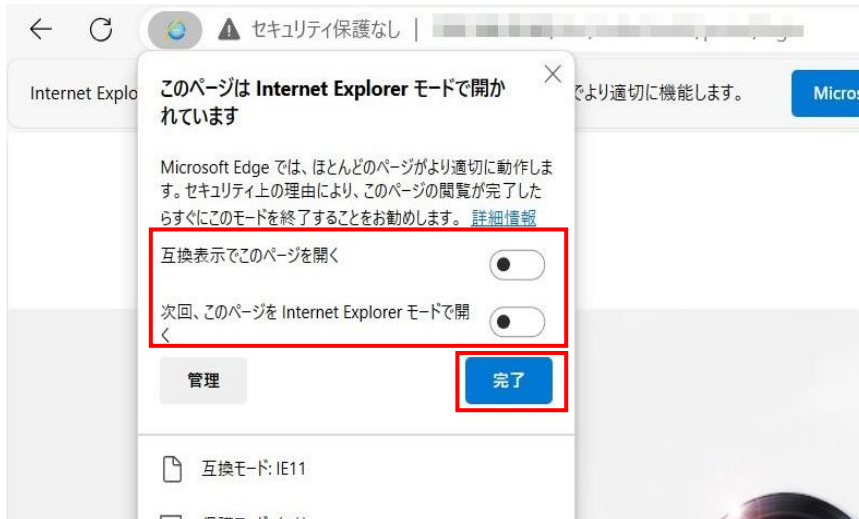 セキュリティ保護なし
このページは Internet Explorer モードで開か
れています
Internet Explo
でより適切に機能します。
Micros
Microsoft Edge では、ほとんどのページがより適切に動作しま
す。セキュリティ上の理由により、このページの閲覧が完了した
らすぐにこのモードを終了することをお勧めします。 詳細情報
互換表示でこのページを開く
次回、このページを Internet Explorer モードで開
く
管理
完了
互換モード: IE11